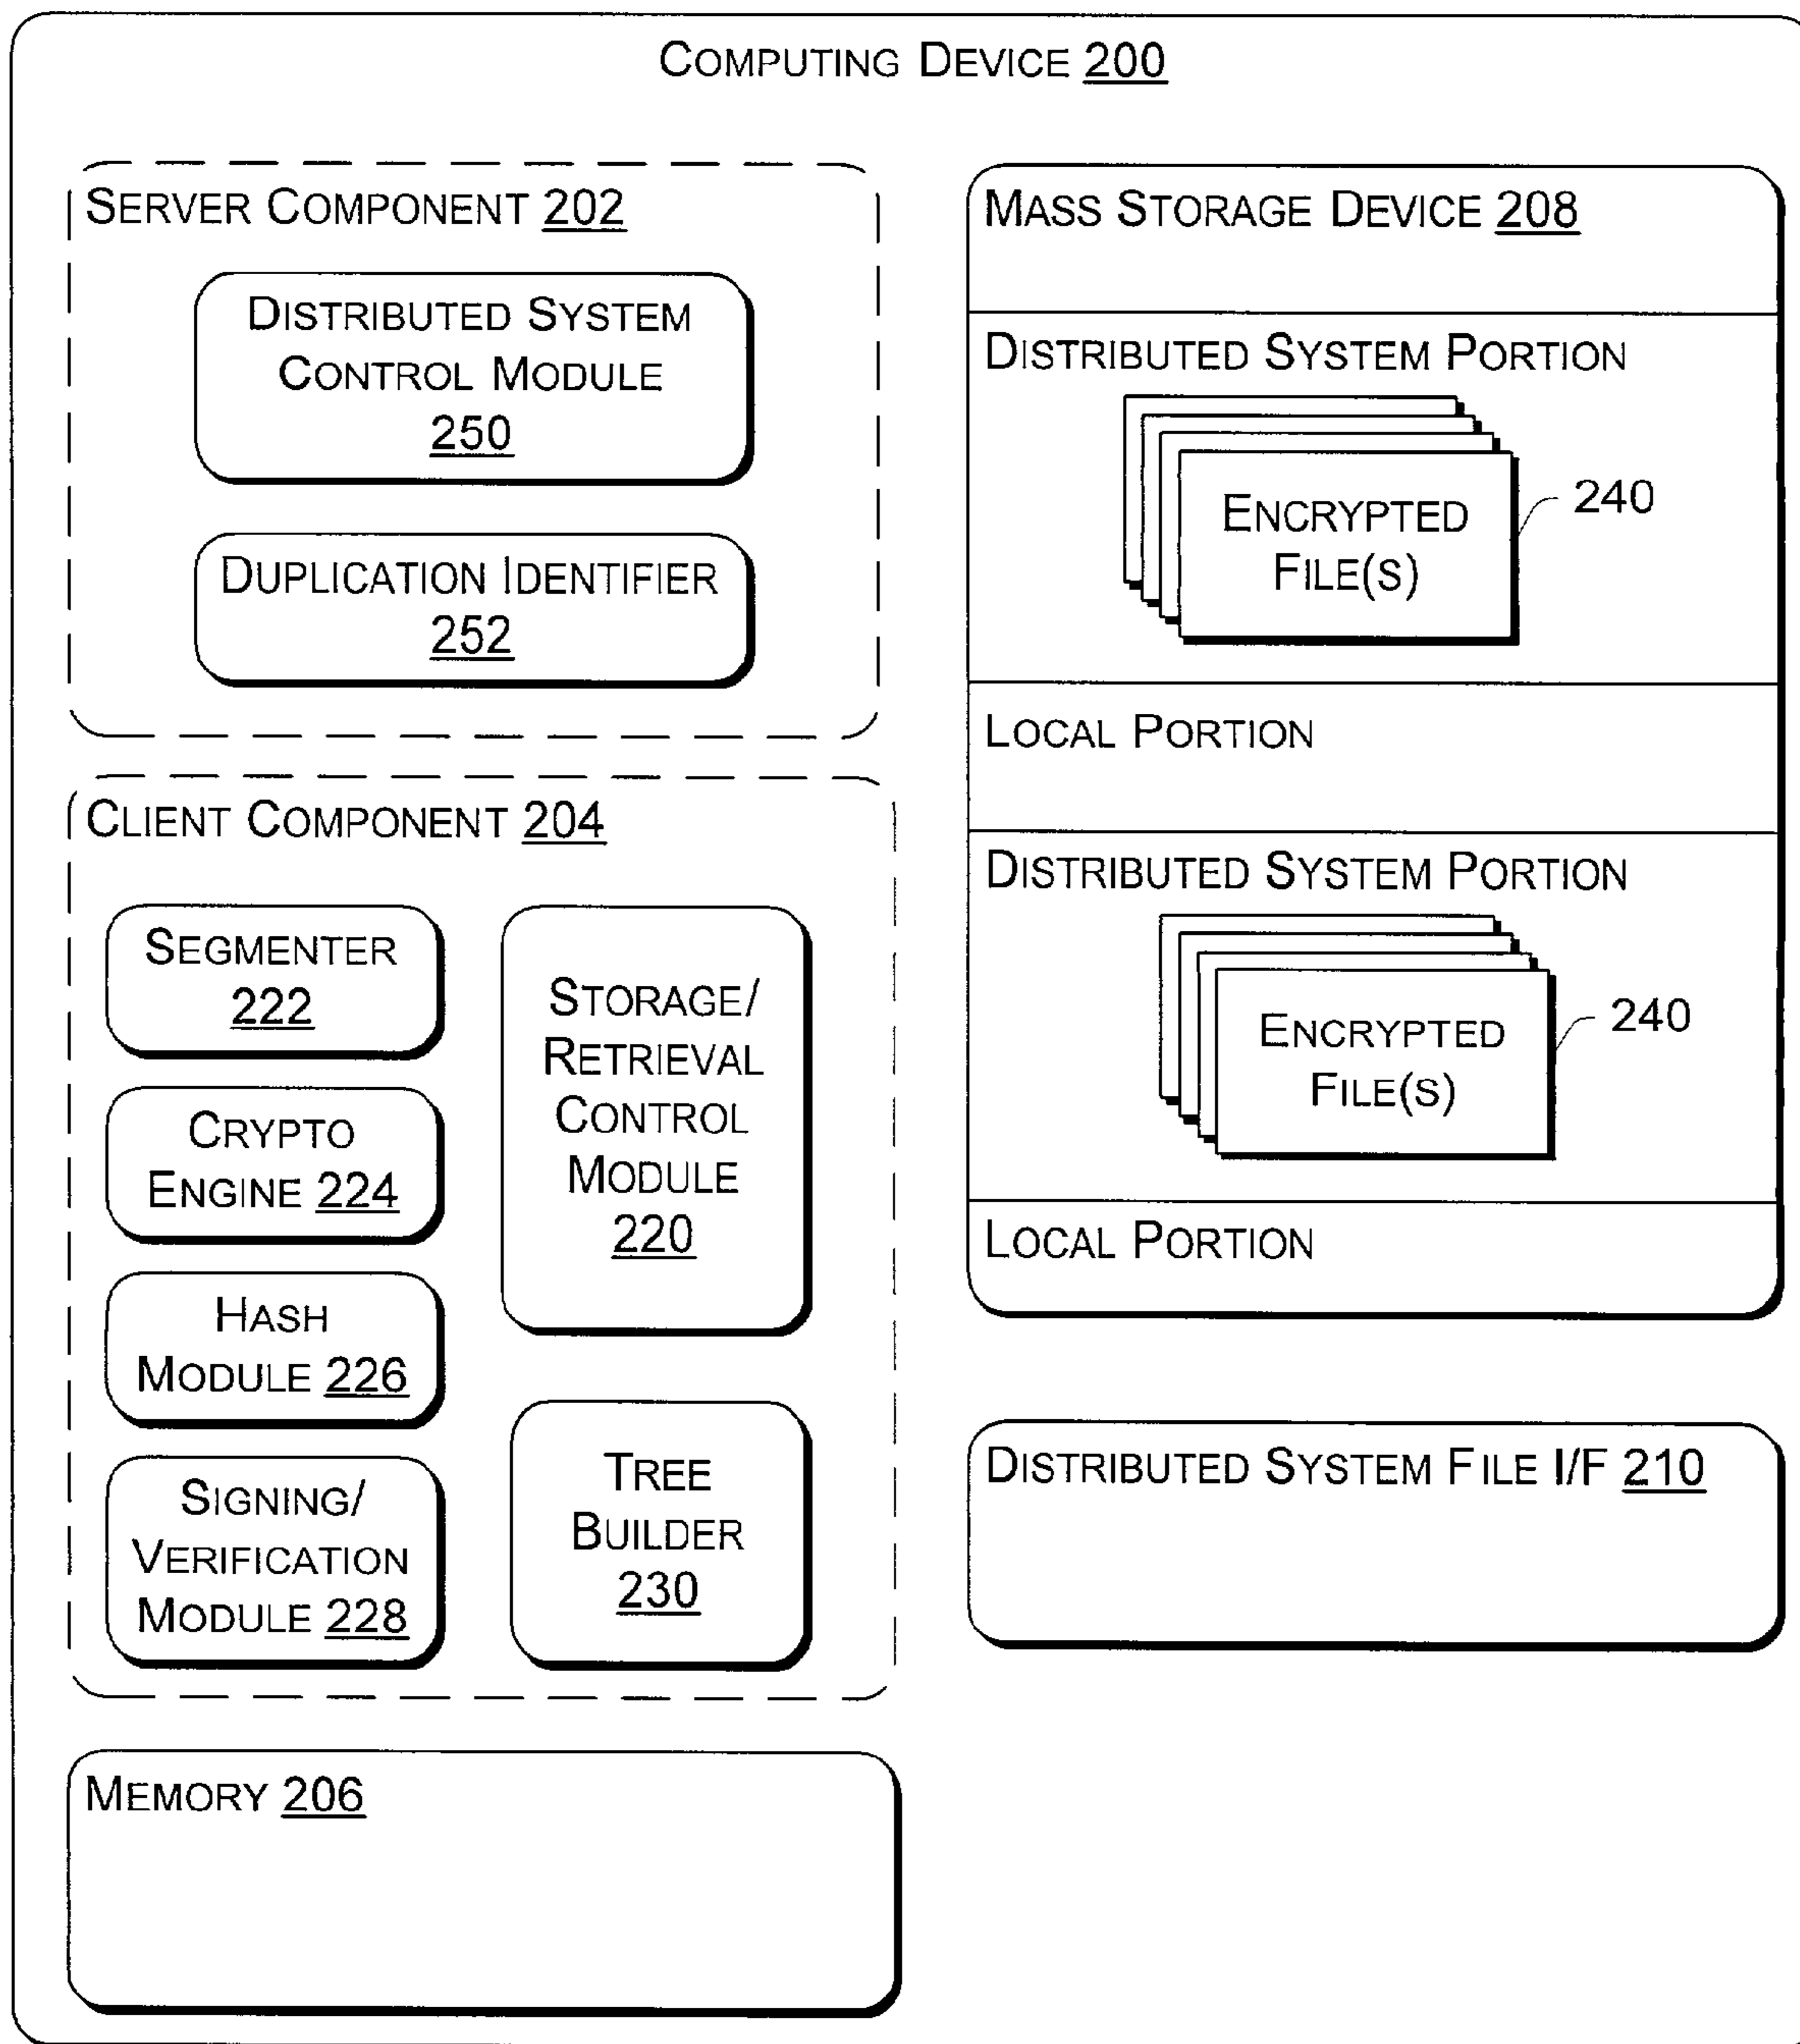 COMPUTING DEVICE 200
SERVER COMPONENT 202
DISTRIBUTED SYSTEM
CONTROL MODULE
250
DUPLICATION IDENTIFIER
252
CLIENT COMPONENT 204
SEGMENTER
222
CRYPTO
ENGINE 224
HASH
MODULE 226
SIGNING/
VERIFICATION
MODULE 228
STORAGE/
RETRIEVAL
CONTROL
MODULE
220
TREE
BUILDER
230
MEMORY 206
MASS STORAGE DEVICE 208
DISTRIBUTED SYSTEM PORTION
ENCRYPTED
FILE(S)
240
LOCAL PORTION
DISTRIBUTED SYSTEM PORTION
ENCRYPTED
FILE(S)
240
LOCAL PORTION
DISTRIBUTED SYSTEM FILE I/F 210